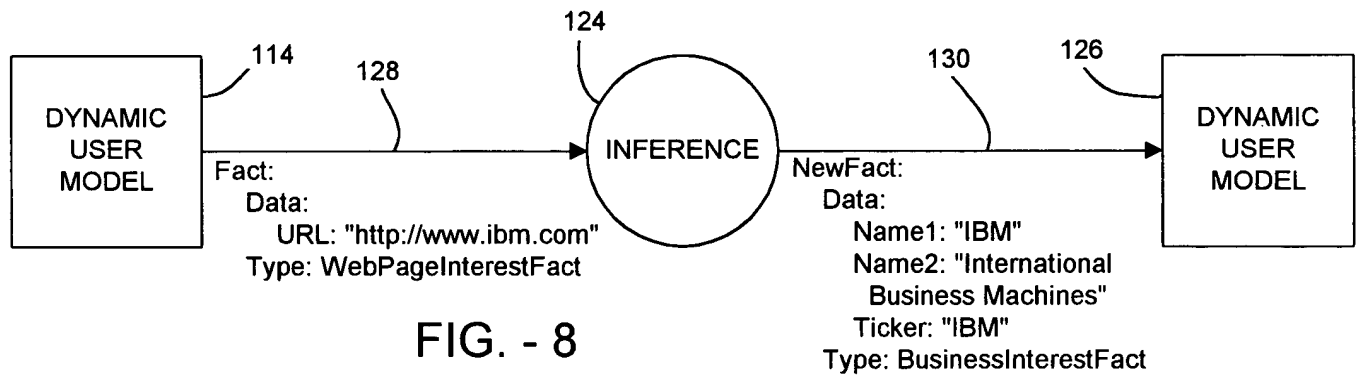 124
114
128
130
126
DYNAMIC
USER
MODEL
INFERENCE
DYNAMIC
USER
MODEL
Fact:
Data:
URL: "http://www.ibm.com"
Type: WebPageInterestFact
NewFact:
Data:
Name1: "IBM"
Name2: "International
Business Machines"
Ticker: "IBM"
Type: BusinessInterestFact
FIG. - 8